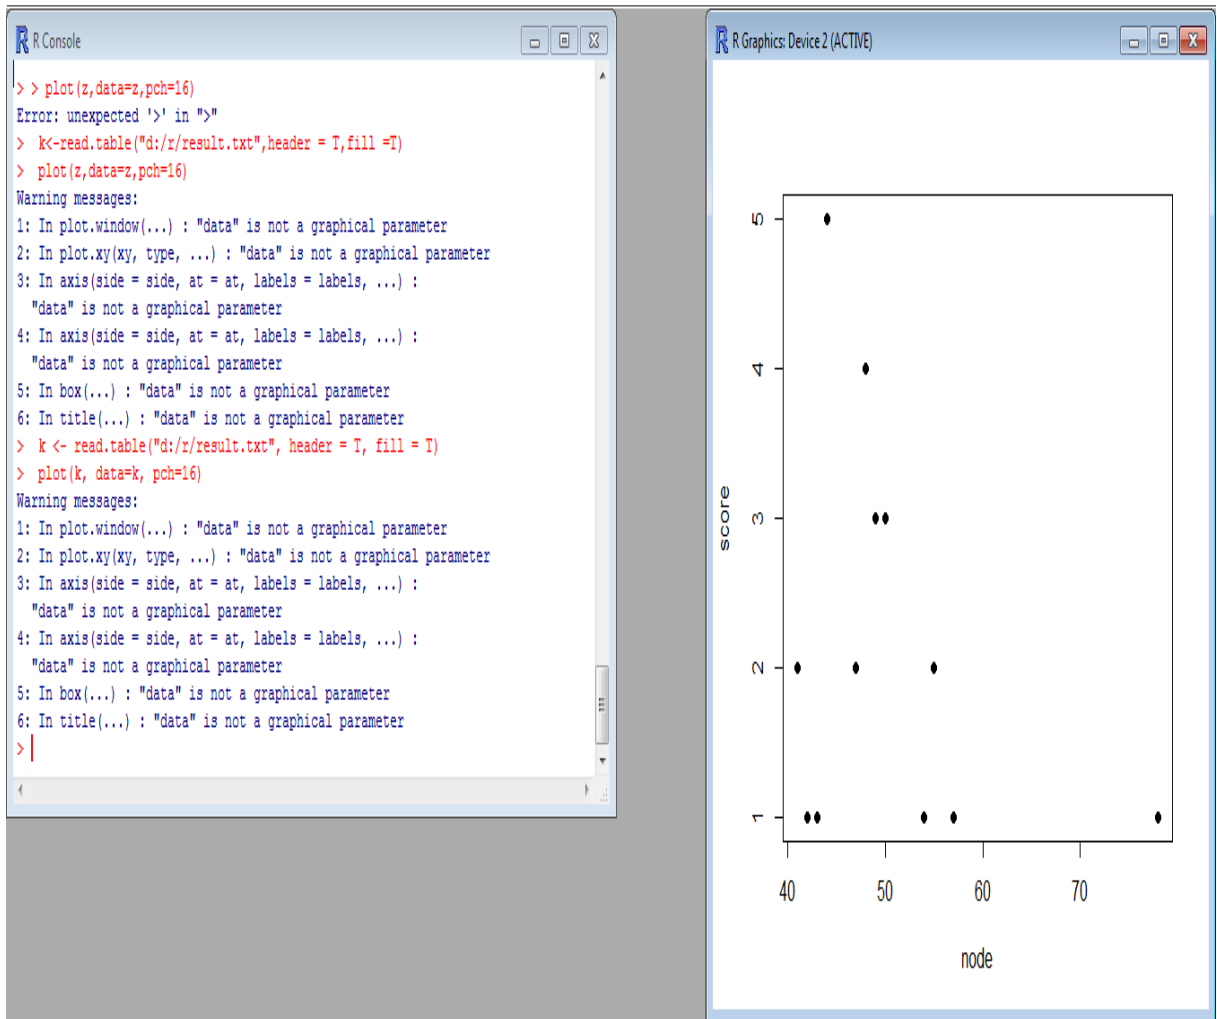 R Console
> > plot(z,data=z,pch=16)
Error: unexpected '>' in ">"
>  k<-read.table("d:/r/result.txt",header = T,fill =T)
>  plot(z,data=z,pch=16)
Warning messages:
1: In plot.window(...) : "data" is not a graphical parameter
2: In plot.xy(xy, type, ...) : "data" is not a graphical parameter
3: In axis(side = side, at = at, labels = labels, ...) :
  "data" is not a graphical parameter
4: In axis(side = side, at = at, labels = labels, ...) :
  "data" is not a graphical parameter
5: In box(...) : "data" is not a graphical parameter
6: In title(...) : "data" is not a graphical parameter
>  k <- read.table("d:/r/result.txt", header = T, fill = T)
>  plot(k, data=k, pch=16)
Warning messages:
1: In plot.window(...) : "data" is not a graphical parameter
2: In plot.xy(xy, type, ...) : "data" is not a graphical parameter
3: In axis(side = side, at = at, labels = labels, ...) :
  "data" is not a graphical parameter
4: In axis(side = side, at = at, labels = labels, ...) :
  "data" is not a graphical parameter
5: In box(...) : "data" is not a graphical parameter
6: In title(...) : "data" is not a graphical parameter
>
R Graphics: Device 2 (ACTIVE)
5
4
3
2
1
score
40 50 60 70
node